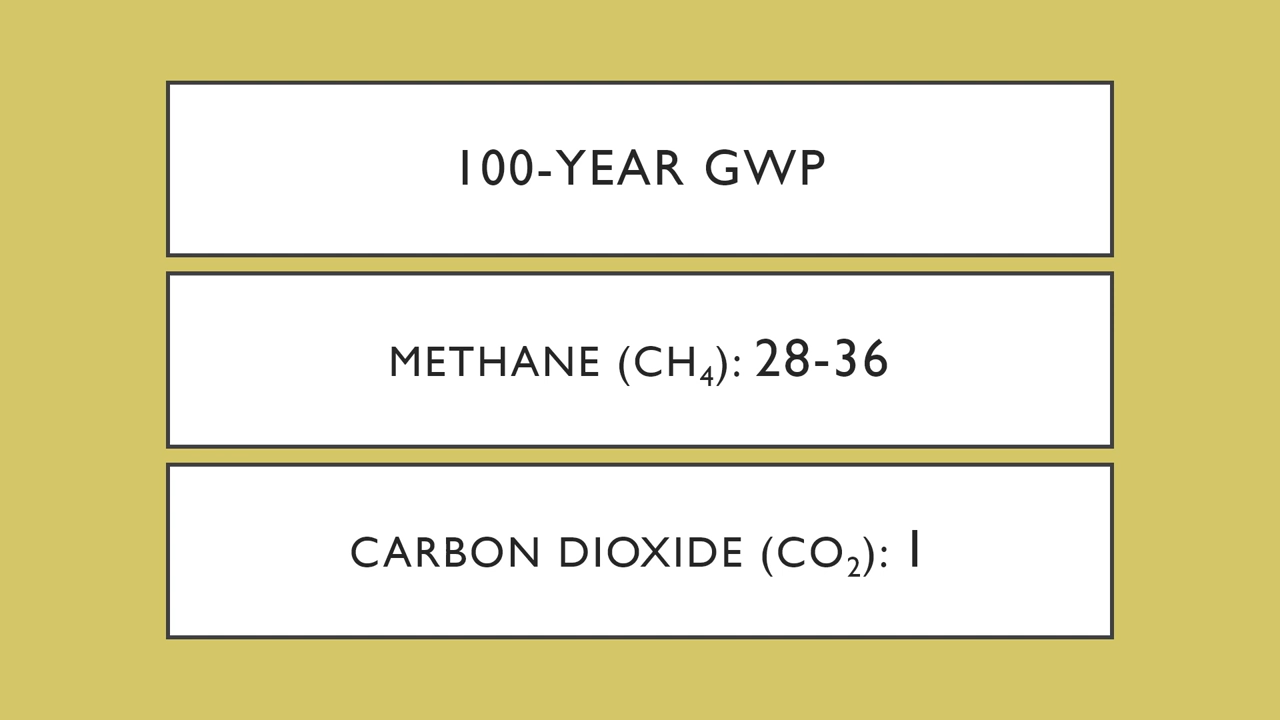 100-YEAR GWP
METHANE (CH₄): 28-36
CARBON DIOXIDE (CO₂): 1